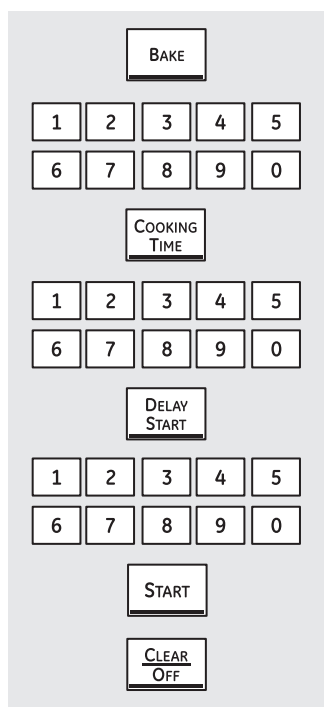 BAKE
1 2 3 4 5
6 7 8 9 0
COOKING
TIME
1 2 3 4 5
6 7 8 9 0
DELAY
START
1 2 3 4 5
6 7 8 9 0
START
CLEAR
OFF